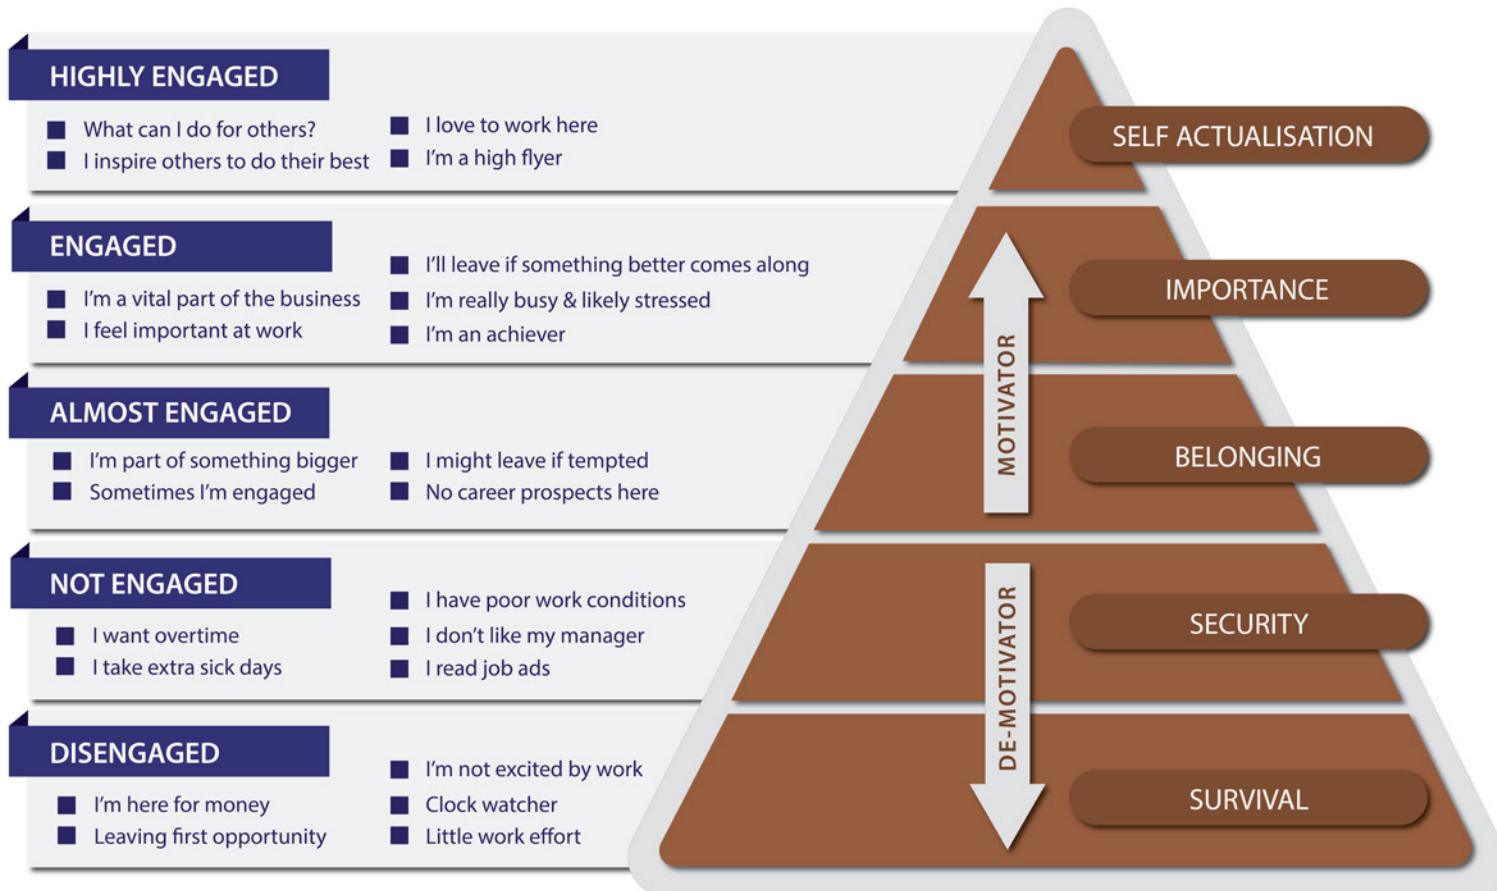 HIGHLY ENGAGED
What can I do for others?
I inspire others to do their best
I love to work here
I'm a high flyer
SELF ACTUALISATION
ENGAGED
I'm a vital part of the business
I feel important at work
I'll leave if something better comes along
I'm really busy & likely stressed
I'm an achiever
IMPORTANCE
MOTIVATOR
ALMOST ENGAGED
I'm part of something bigger
Sometimes I'm engaged
I might leave if tempted
No career prospects here
BELONGING
NOT ENGAGED
I want overtime
I take extra sick days
I have poor work conditions
I don't like my manager
I read job ads
SECURITY
DE-MOTIVATOR
DISENGAGED
I'm here for money
Leaving first opportunity
I'm not excited by work
Clock watcher
Little work effort
SURVIVAL